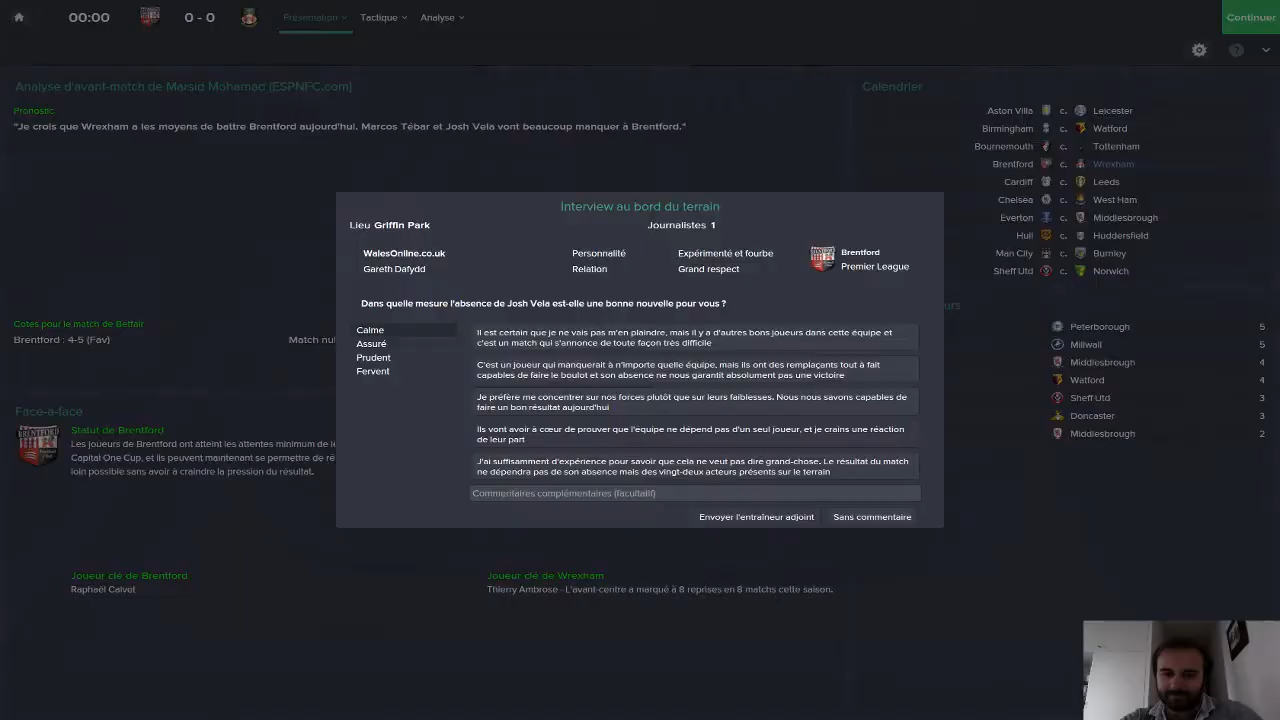 00:00
0 - 0
Présentation
Tactique
Analyse
Continuer
Analyse d'avant-match de Marsid Mohamad (ESPNFC.com)
Pronostic
"Je crois que Wrexham a les moyens de battre Brentford aujourd'hui. Marcos Tébar et Josh Vela vont beaucoup manquer à Brentford."
Calendrier
Aston Villa c. Leicester
Birmingham c. Watford
Bournemouth c. Tottenham
Brentford c. Wrexham
Cardiff c. Leeds
Chelsea c. West Ham
Everton c. Middlesbrough
Hull c. Huddersfield
Man City c. Burnley
Sheff Utd c. Norwich
Interview au bord du terrain
Lieu Griffin Park
Journalistes 1
WalesOnline.co.uk
Personnalité
Expérimenté et fourbe
Brentford
Gareth Dafydd
Relation
Grand respect
Premier League
Dans quelle mesure l'absence de Josh Vela est-elle une bonne nouvelle pour vous ?
Calme
Assuré
Prudent
Fervent
Il est certain que je ne vais pas m'en plaindre, mais il y a d'autres bons joueurs dans cette équipe et
c'est un match qui s'annonce de toute façon très difficile
C'est un joueur qui manquerait à n'importe quelle équipe, mais ils ont des remplaçants tout à fait
capables de faire le boulot et son absence ne nous garantit absolument pas une victoire
Je préfère me concentrer sur nos forces plutôt que sur leurs faiblesses. Nous nous savons capables de
faire un bon résultat aujourd'hui
Ils vont avoir à cœur de prouver que l'équipe ne dépend pas d'un seul joueur, et je crains une réaction
de leur part
J'ai suffisamment d'expérience pour savoir que cela ne veut pas dire grand-chose. Le résultat du match
ne dépendra pas de son absence mais des vingt-deux acteurs présents sur le terrain
Commentaires complémentaires (facultatif)
Envoyer l'entraîneur adjoint
Sans commentaire
Cotes pour le match de Betfair
Brentford : 4-5 (Fav)
Match nul
Peterborough 5
Millwall 5
Middlesbrough 4
Watford 4
Sheff Utd 3
Doncaster 3
Middlesbrough 2
Face-à-face
Statut de Brentford
Les joueurs de Brentford ont atteint les attentes minimum de
Capital One Cup, et ils peuvent maintenant se permettre de
loin possible sans avoir à craindre la pression du résultat.
Joueur clé de Brentford
Raphaël Calvet
Joueur clé de Wrexham
Thierry Ambrose - L'avant-centre a marqué à 8 reprises en 8 matchs cette saison.